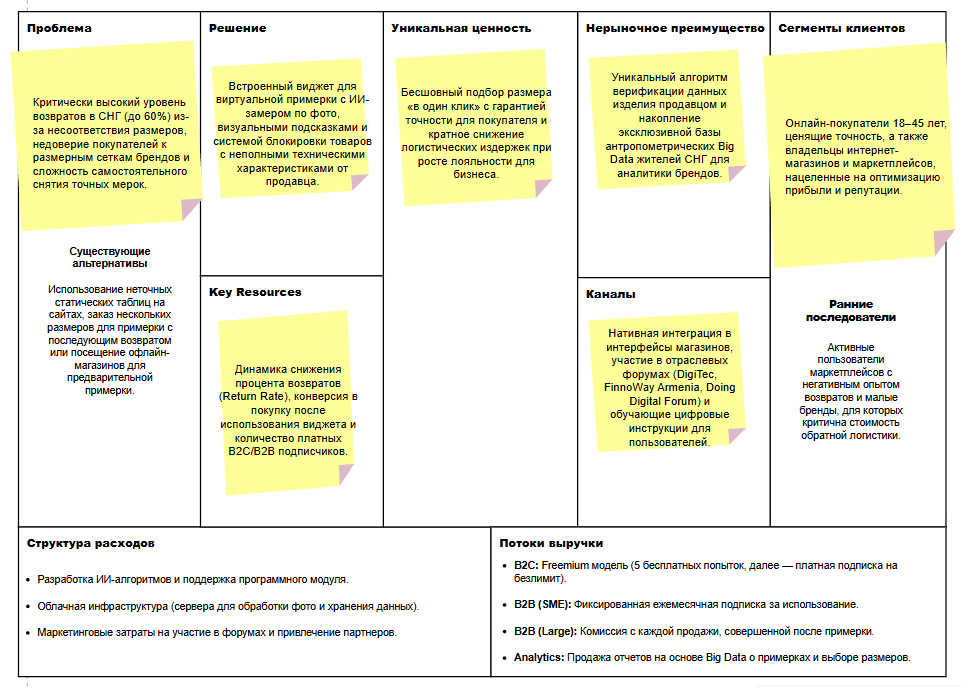 Проблема
Критически высокий уровень
возвратов в СНГ (до 60%) из-
за несоответствия размеров,
недоверие покупателей к
размерным сеткам брендов и
сложность самостоятельного
снятия точных мерок.
Существующие
альтернативы
Использование неточных
статических таблиц на
сайтах, заказ нескольких
размеров для примерки с
последующим возвратом
или посещение офлайн-
магазинов для
предварительной
примерки.
Решение
Встроенный виджет для
виртуальной примерки с ИИ-
замером по фото,
визуальными подсказками и
системой блокировки товаров
с неполными техническими
характеристиками от
продавца.
Key Resources
Динамика снижения
процента возвратов
(Return Rate), конверсия в
покупку после
использования виджета и
количество платных
B2C/B2B подписчиков.
Уникальная ценность
Бесшовный подбор размера
«в один клик» с гарантией
точности для покупателя и
кратное снижение
логистических издержек при
росте лояльности для
бизнеса.
Нерыночное преимущество
Уникальный алгоритм
верификации данных
изделия продавцом и
накопление
эксклюзивной базы
антропометрических Big
Data жителей СНГ для
аналитики брендов.
Каналы
Нативная интеграция в
интерфейсы магазинов,
участие в отраслевых
форумах (DigiTec,
FinnoWay Armenia, Doing
Digital Forum) и
обучающие цифровые
инструкции для
пользователей.
Сегменты клиентов
Онлайн-покупатели 18–45 лет,
ценящие точность, а также
владельцы интернет-
магазинов и маркетплейсов,
нацеленные на оптимизацию
прибыли и репутации.
Ранние
последователи
Активные
пользователи
маркетплейсов с
негативным опытом
возвратов и малые
бренды, для которых
критична стоимость
обратной логистики.
Структура расходов
• Разработка ИИ-алгоритмов и поддержка программного модуля.
• Облачная инфраструктура (сервера для обработки фото и хранения данных).
• Маркетинговые затраты на участие в форумах и привлечение партнеров.
Потоки выручки
• B2C: Freemium модель (5 бесплатных попыток, далее — платная подписка на
безлимит).
• B2B (SME): Фиксированная ежемесячная подписка за использование.
• B2B (Large): Комиссия с каждой продажи, совершенной после примерки.
• Analytics: Продажа отчетов на основе Big Data о примерках и выборе размеров.